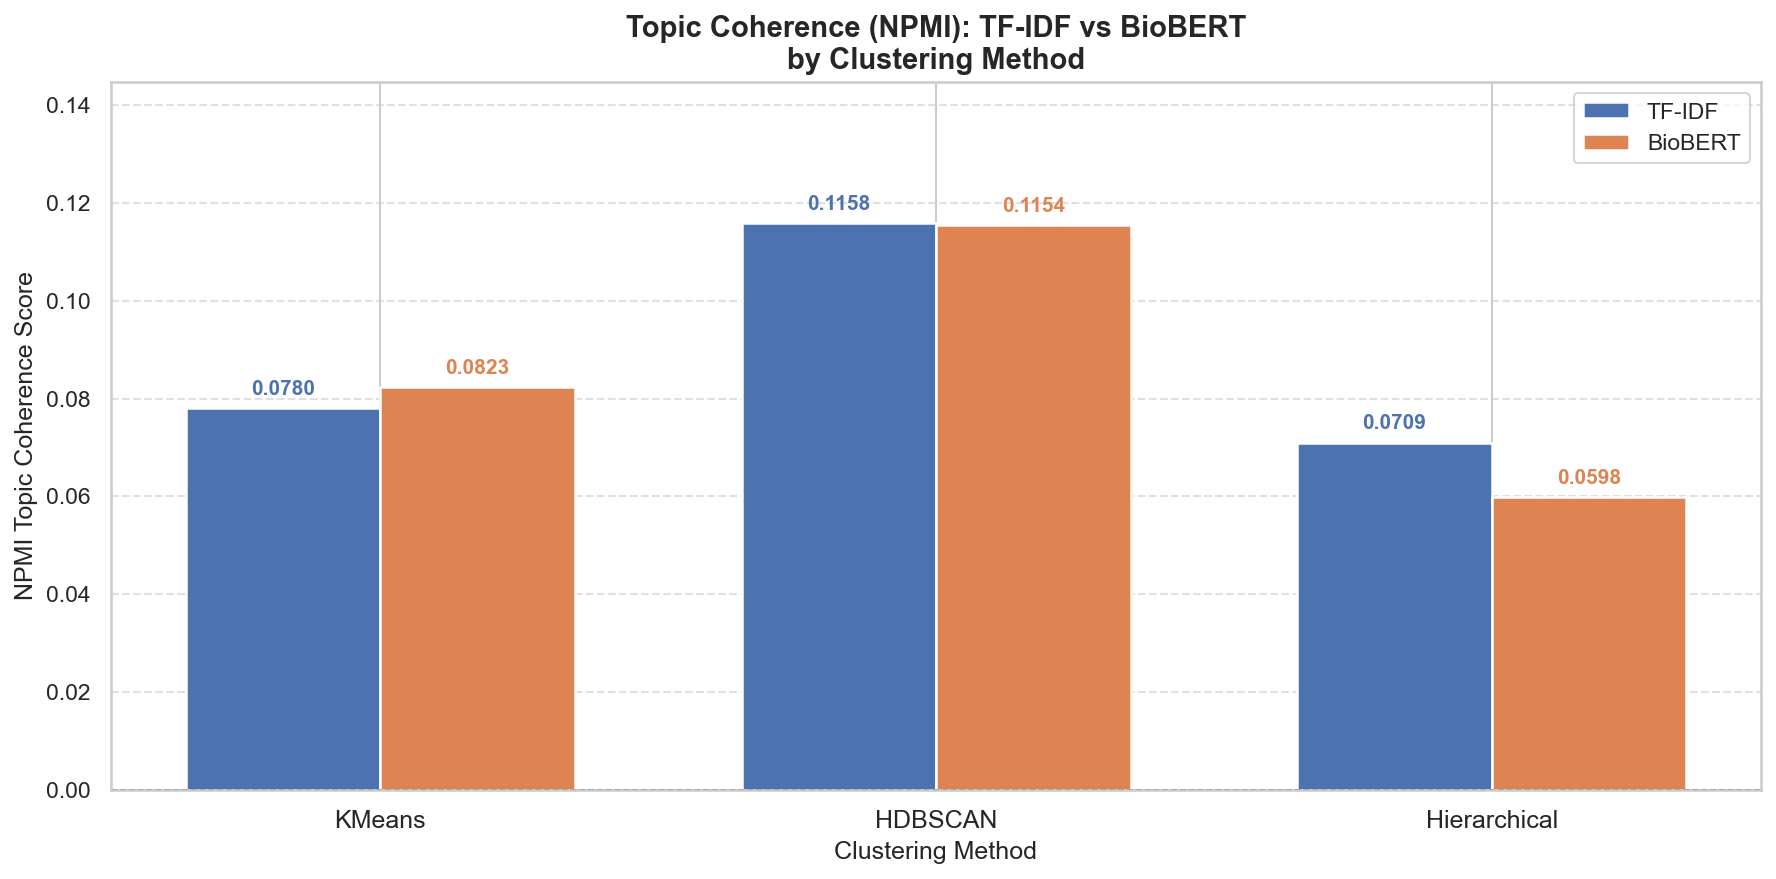 Topic Coherence (NPMI): TF-IDF vs BioBERT
by Clustering Method
TF-IDF
BioBERT
NPMI Topic Coherence Score
0.14
0.12
0.10
0.08
0.06
0.04
0.02
0.00
0.0780
0.0823
0.1158
0.1154
0.0709
0.0598
KMeans
HDBSCAN
Hierarchical
Clustering Method